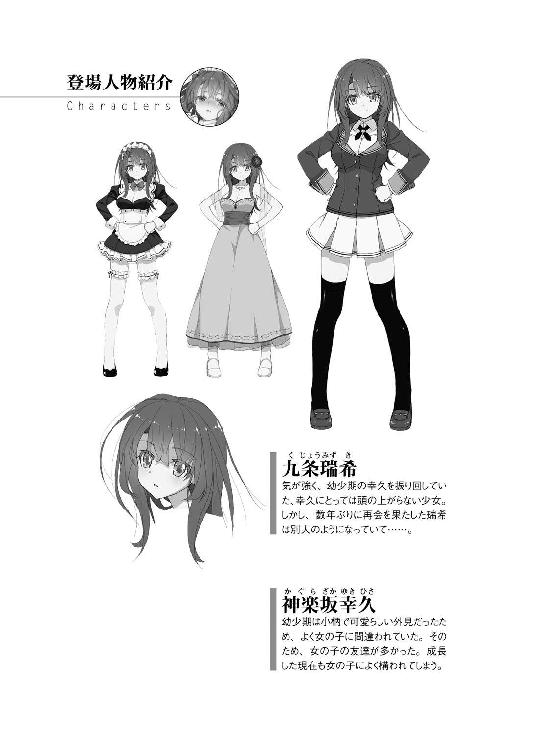 登場人物紹介
Characters
くじょうみずき
九条瑞希
気が強く、幼少期の幸久を振り回してい
た、幸久にとっては頭の上がらない少女。
しかし、数年ぶりに再会を果たした瑞希
は別人のようになっていて……。
かぐらざかゆきひさ
神楽坂幸久
幼少期は小柄で可愛らしい外見だったた
め、よく女の子に間違われていた。その
ため、女の子の友達が多かった。成長
した現在も女の子によく構われてしまう。